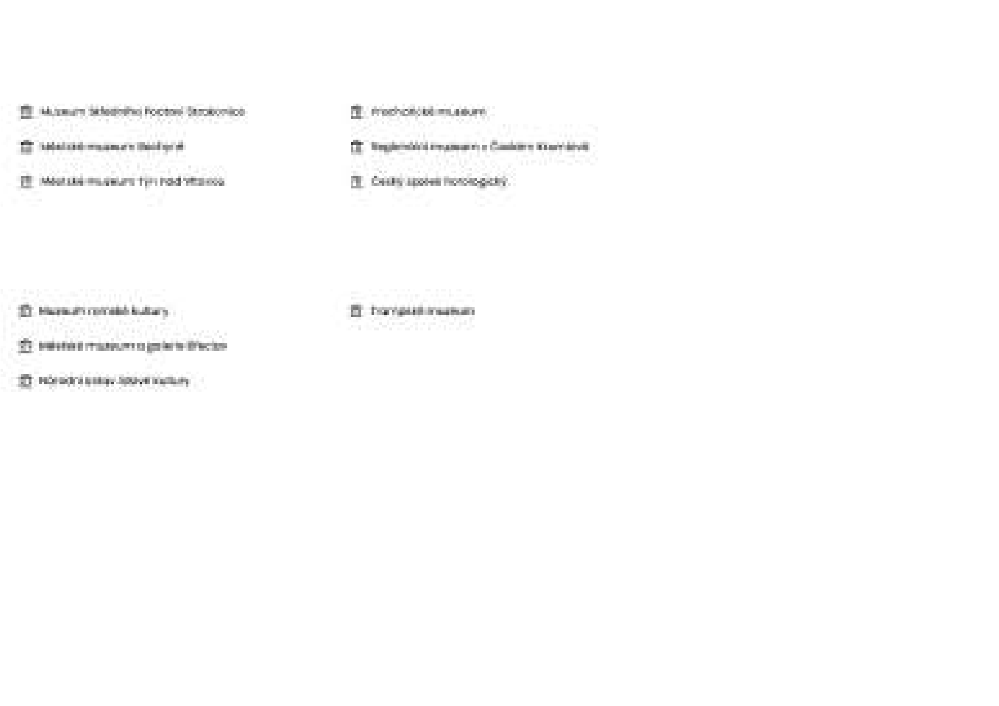 Muzeum Středního Pootaví Strakonice
Městské muzeum Bechyně
Městské muzeum Týn nad Vltavou
Prachatické muzeum
Regionální muzeum v Českém Krumlově
Český spolek horologický
Muzeum romské kultury
Městské muzeum a galerie Břeclav
Národní ústav lidové kultury
muzeum